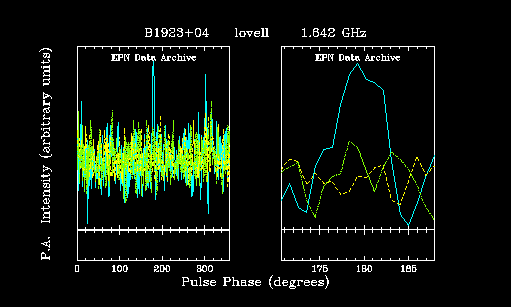 B1923+04 lovell 1.642 GHz
EPN Data Archive EPN Data Archive
P.A. Intensity (arbitrary units)
0 100 200 300 175 180 185
Pulse Phase (degrees)